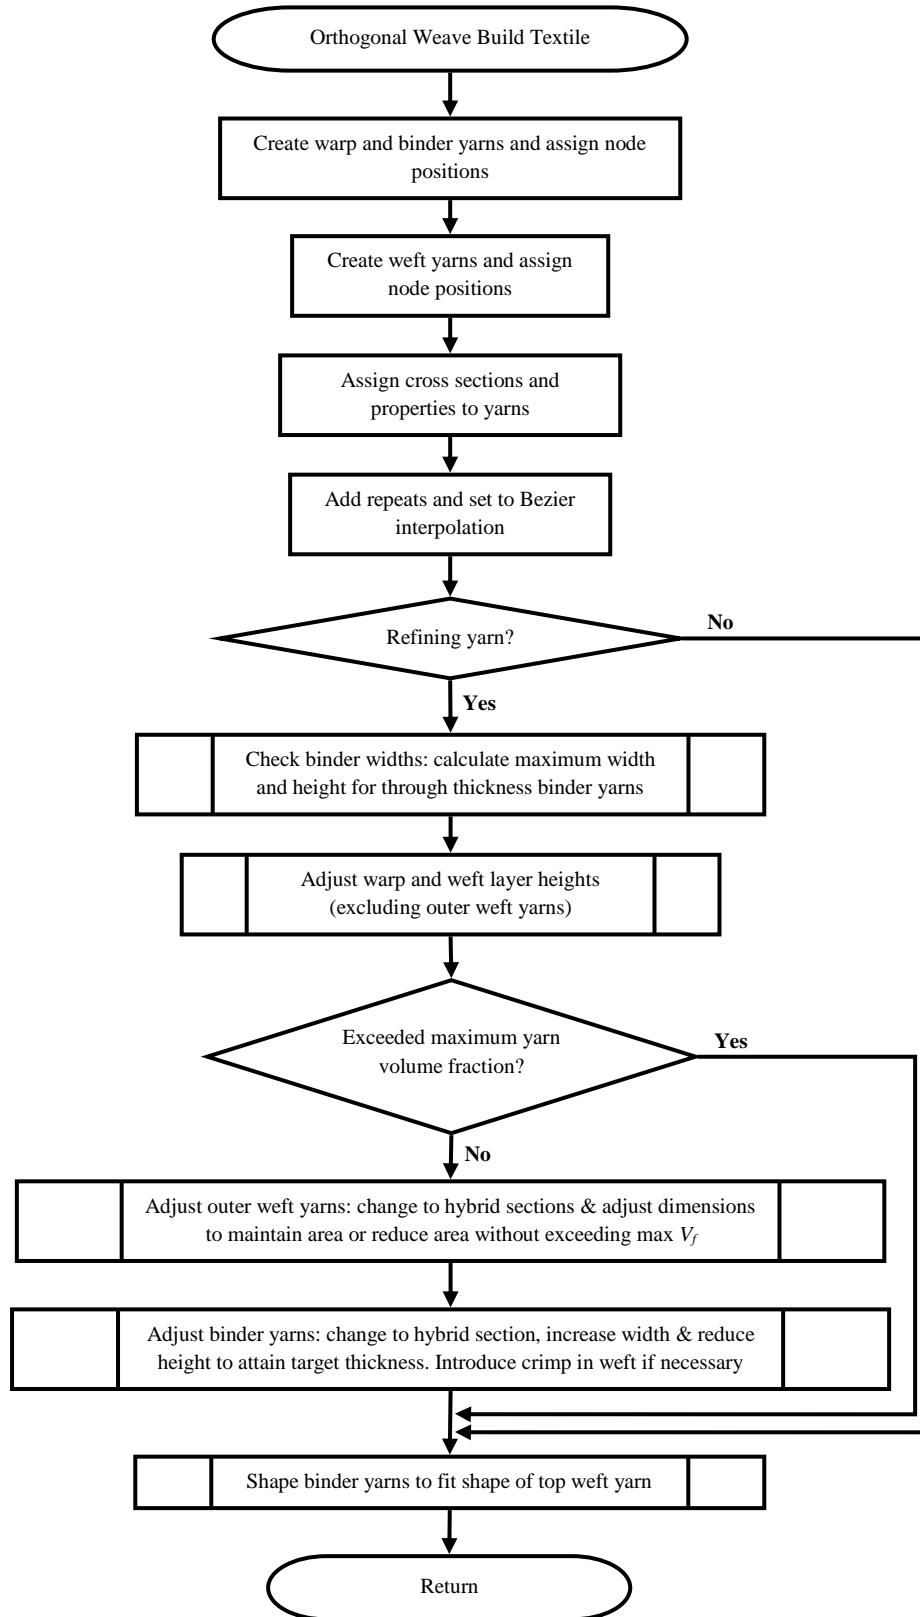 Orthogonal Weave Build Textile
Create warp and binder yarns and assign node
positions
Create weft yarns and assign
node positions
Assign cross sections and
properties to yarns
Add repeats and set to Bezier
interpolation
Refining yarn?
No
Yes
Check binder widths: calculate maximum width
and height for through thickness binder yarns
Adjust warp and weft layer heights
(excluding outer weft yarns)
Exceeded maximum yarn
volume fraction?
Yes
No
Adjust outer weft yarns: change to hybrid sections & adjust dimensions
to maintain area or reduce area without exceeding max Vf
Adjust binder yarns: change to hybrid section, increase width & reduce
height to attain target thickness. Introduce crimp in weft if necessary
Shape binder yarns to fit shape of top weft yarn
Return